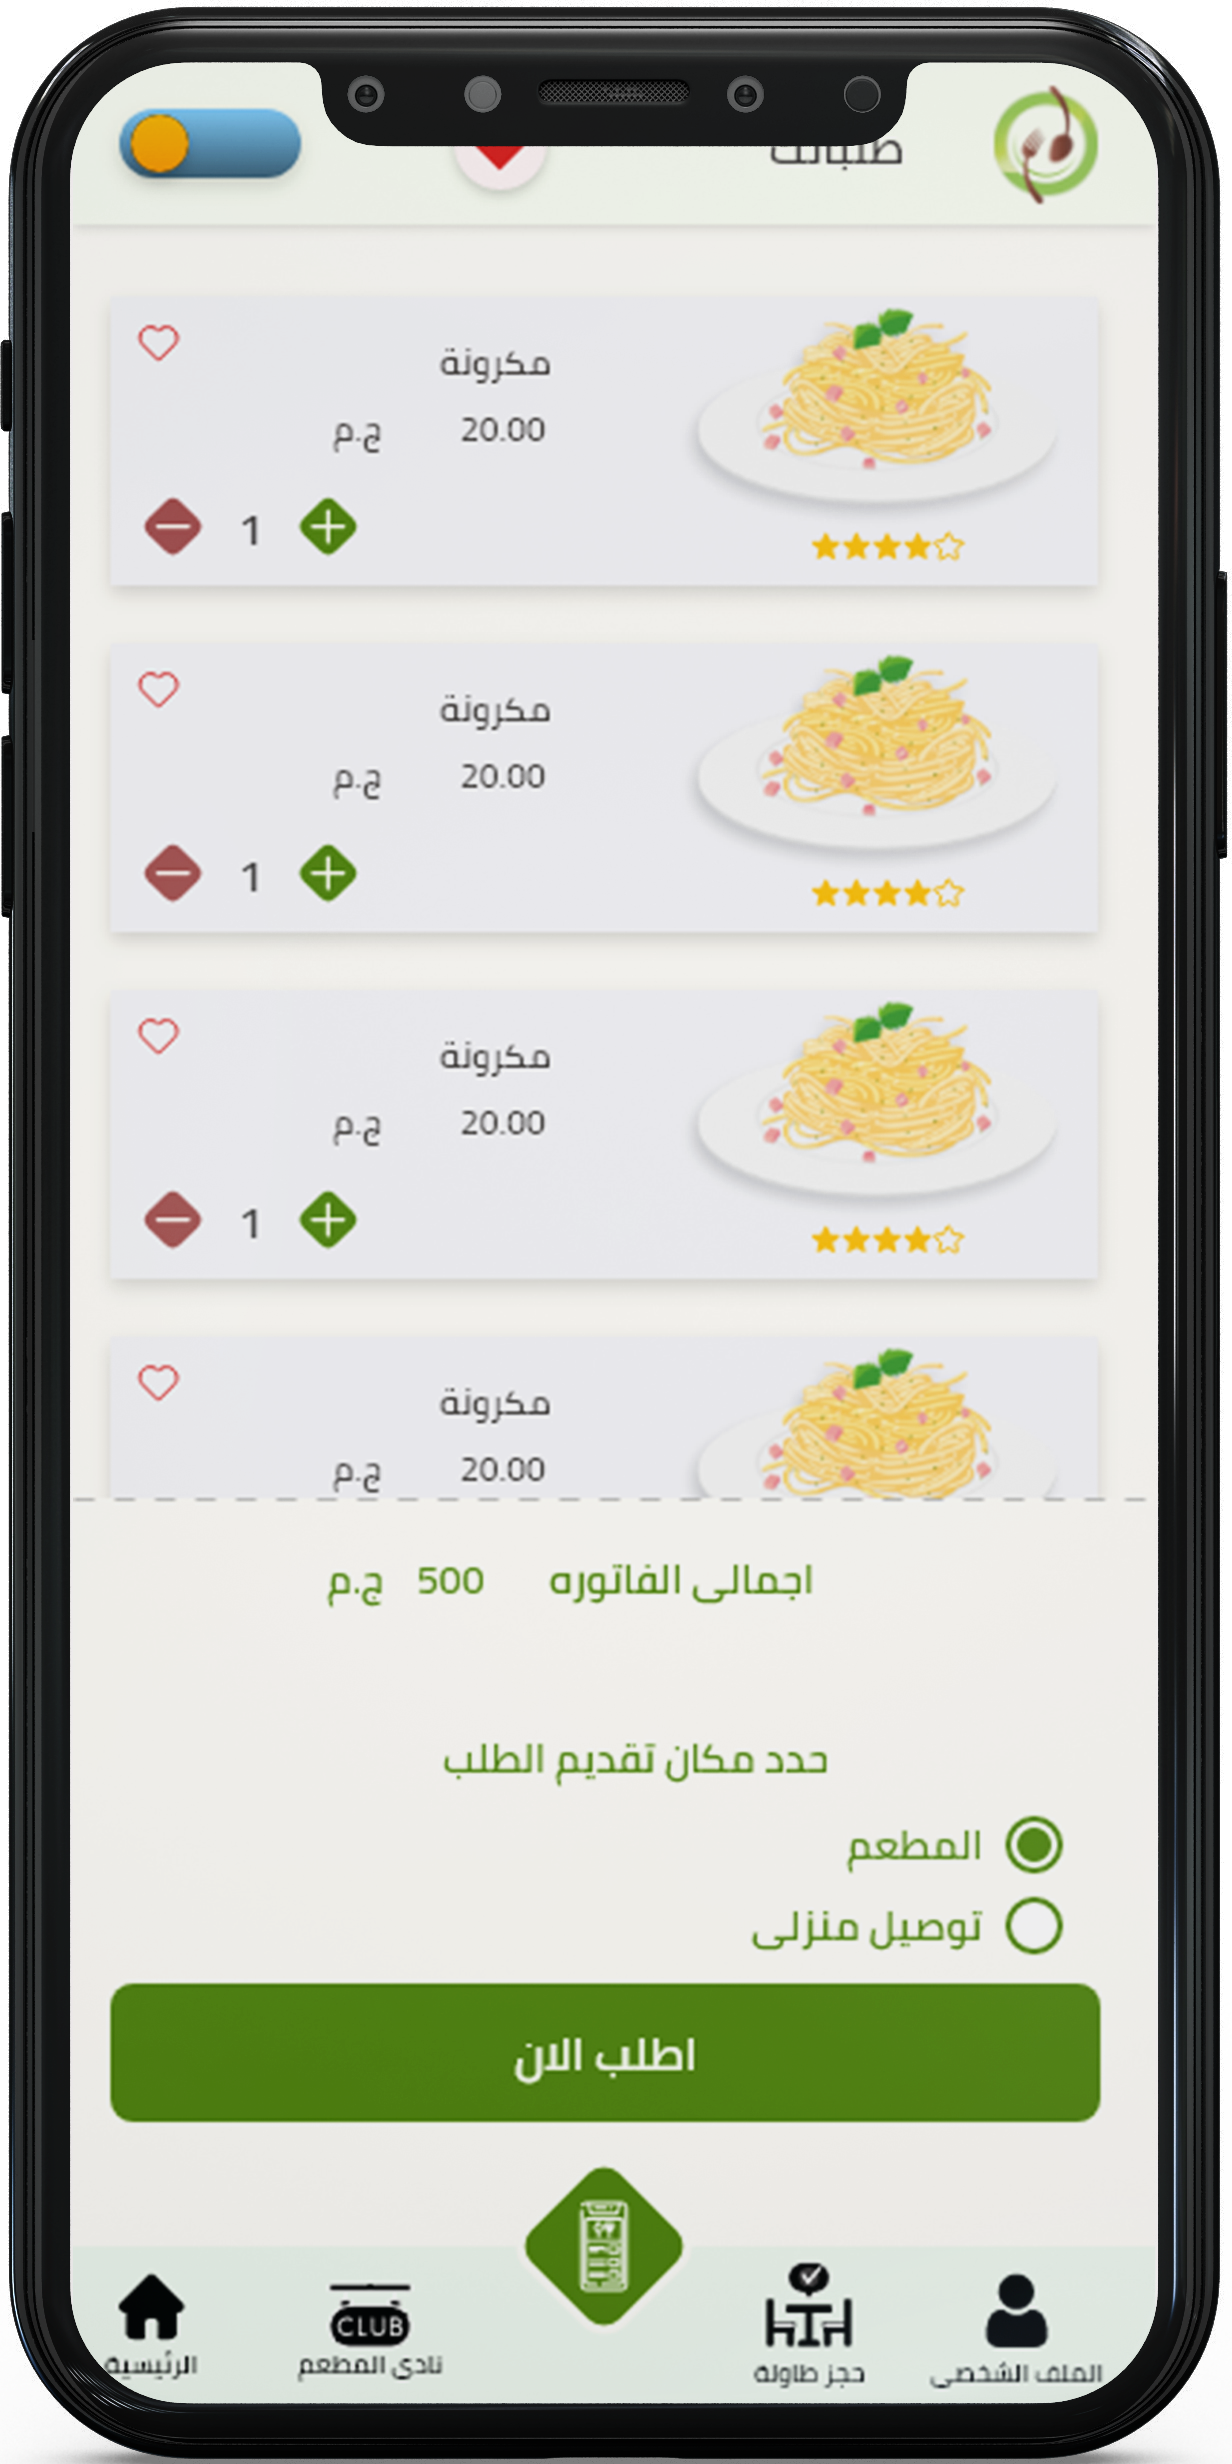 طلباتك
مكرونة
20.00 ج.م
1
مكرونة
20.00 ج.م
1
مكرونة
20.00 ج.م
1
مكرونة
20.00 ج.م
اجمالى الفاتوره 500 ج.م
حدد مكان تقديم الطلب
المطعم
توصيل منزلى
اطلب الان
CLUB
الملف الشخصى
حجز طاولة
نادى المطعم
الرئيسية